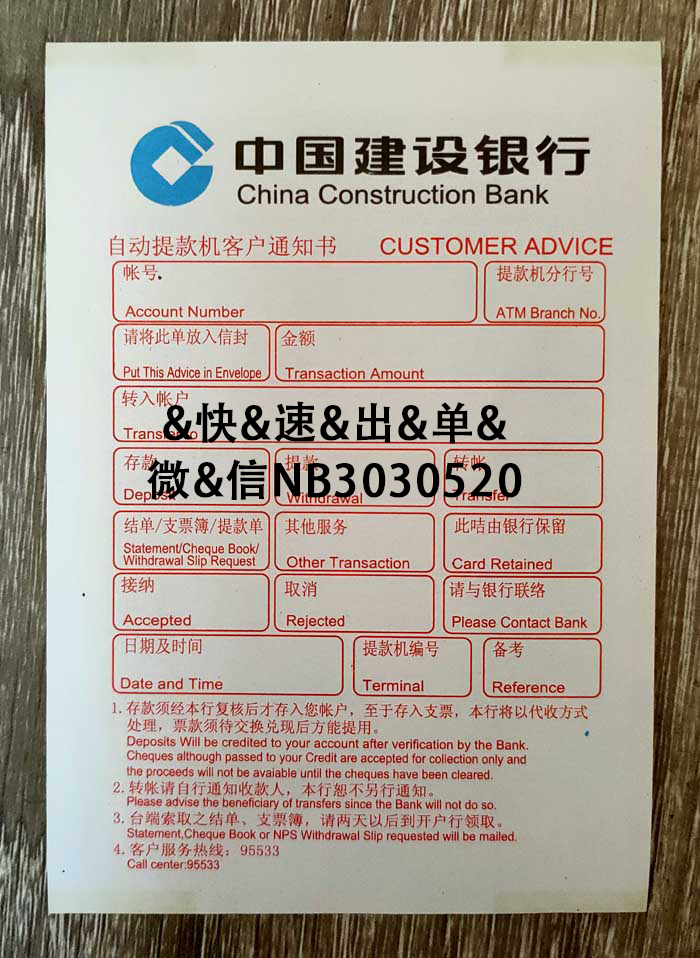 中国建设银行
China Construction Bank
自动提款机客户通知书 CUSTOMER ADVICE
帐号
Account Number
提款机分行号
ATM Branch No.
请将此单放入信封
Put This Advice in Envelope
金额
Transaction Amount
转入帐户
&快&速&出&单&
微&信NB3030520
存款
Deposit
提款
Withdrawal
转帐
Transfer
结单/支票簿/提款单
Statement/Cheque Book/
Withdrawal Slip Request
其他服务
Other Transaction
此咭由银行保留
Card Retained
接纳
Accepted
取消
Rejected
请与银行联络
Please Contact Bank
日期及时间
Date and Time
提款机编号
Terminal
备考
Reference
1. 存款须经本行复核后才存入您帐户，至于存入支票，本行将以代收方式
处理，票款须待交换兑现后方能提用。
Deposits Will be credited to your account after verification by the Bank.
Cheques although passed to your Credit are accepted for collection only and
the proceeds will not be avaiable until the cheques have been cleared.
2. 转帐请自行通知收款人，本行恕不另行通知。
Please advise the beneficiary of transfers since the Bank will not do so.
3. 台端索取之结单、支票簿，请两天以后到开户行领取。
Statement,Cheque Book or NPS Withdrawal Slip requested will be mailed.
4. 客户服务热线：95533
Call center:95533